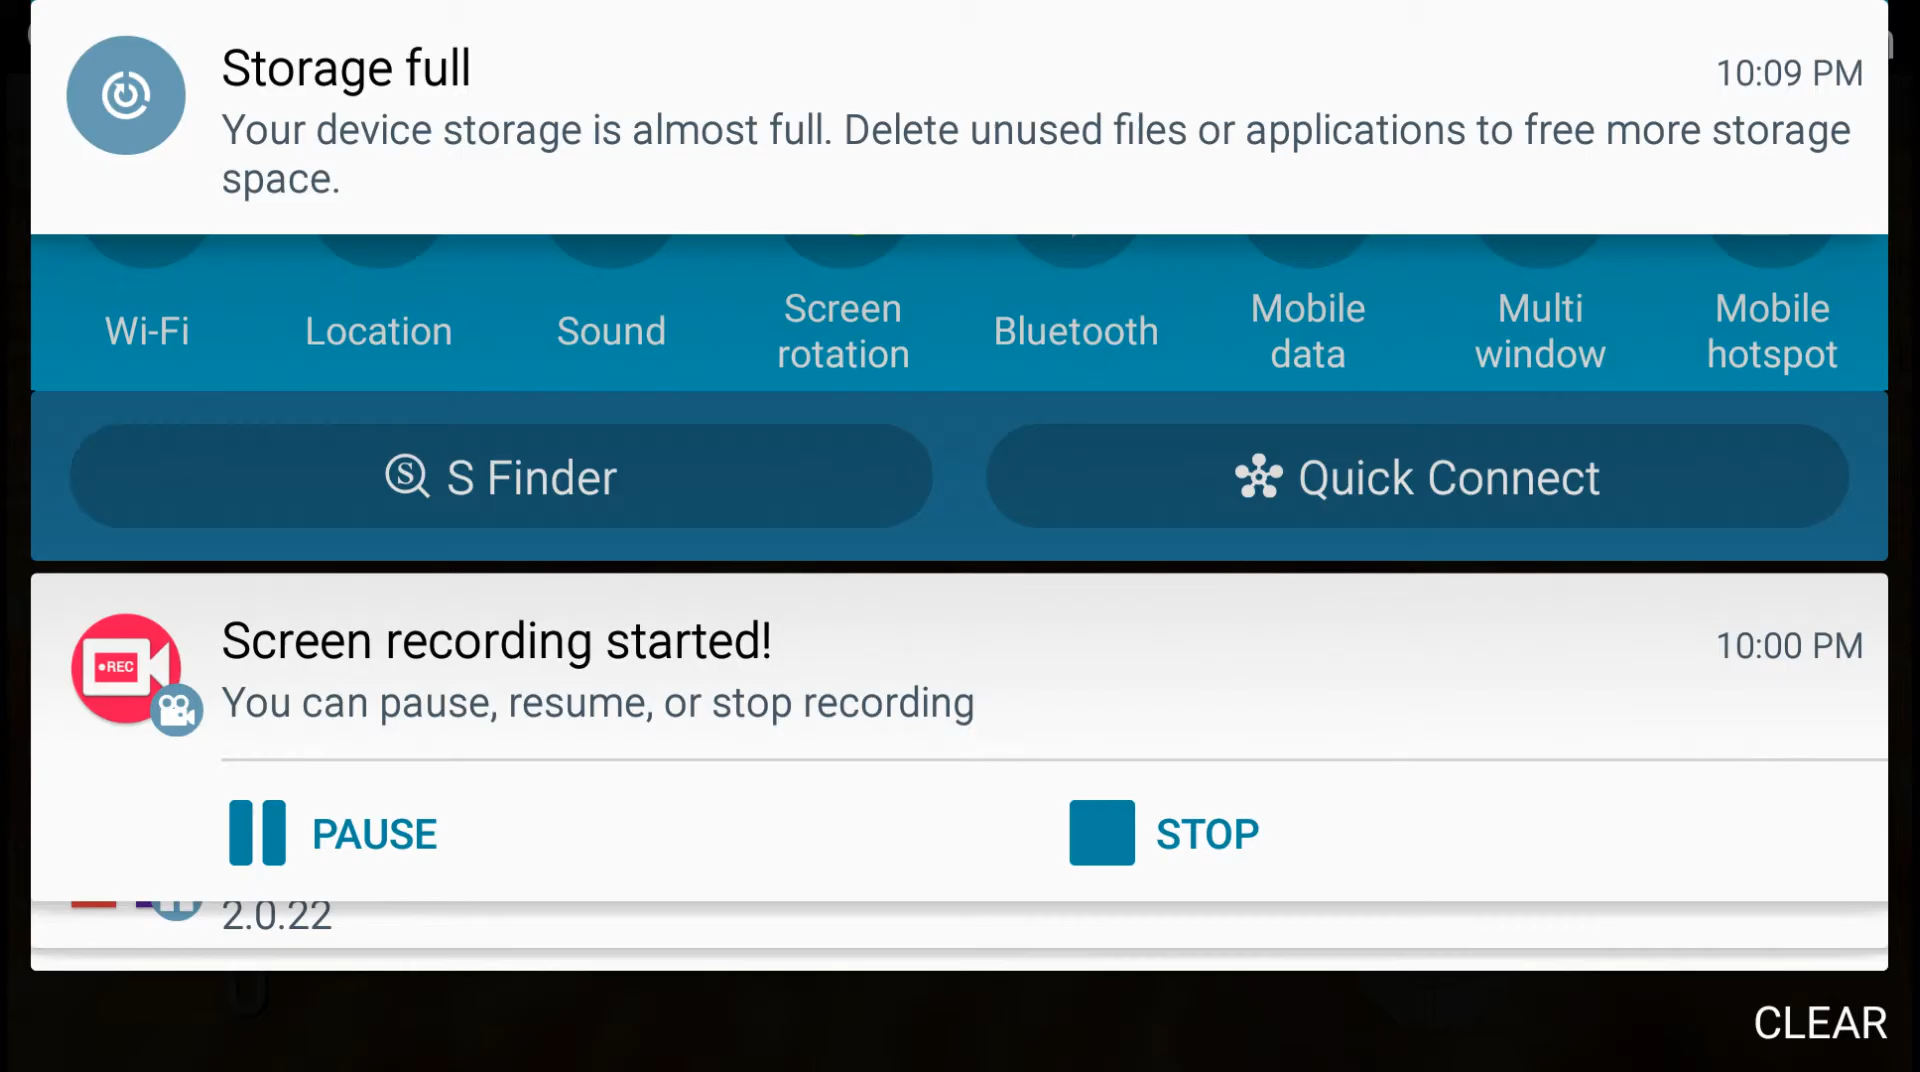 Storage full
10:09 PM
Your device storage is almost full. Delete unused files or applications to free more storage
space.
Wi-Fi
Location
Sound
Screen
rotation
Bluetooth
Mobile
data
Multi
window
Mobile
hotspot
S Finder
Quick Connect
•REC
Screen recording started!
10:00 PM
You can pause, resume, or stop recording
PAUSE
STOP
2.0.22
CLEAR